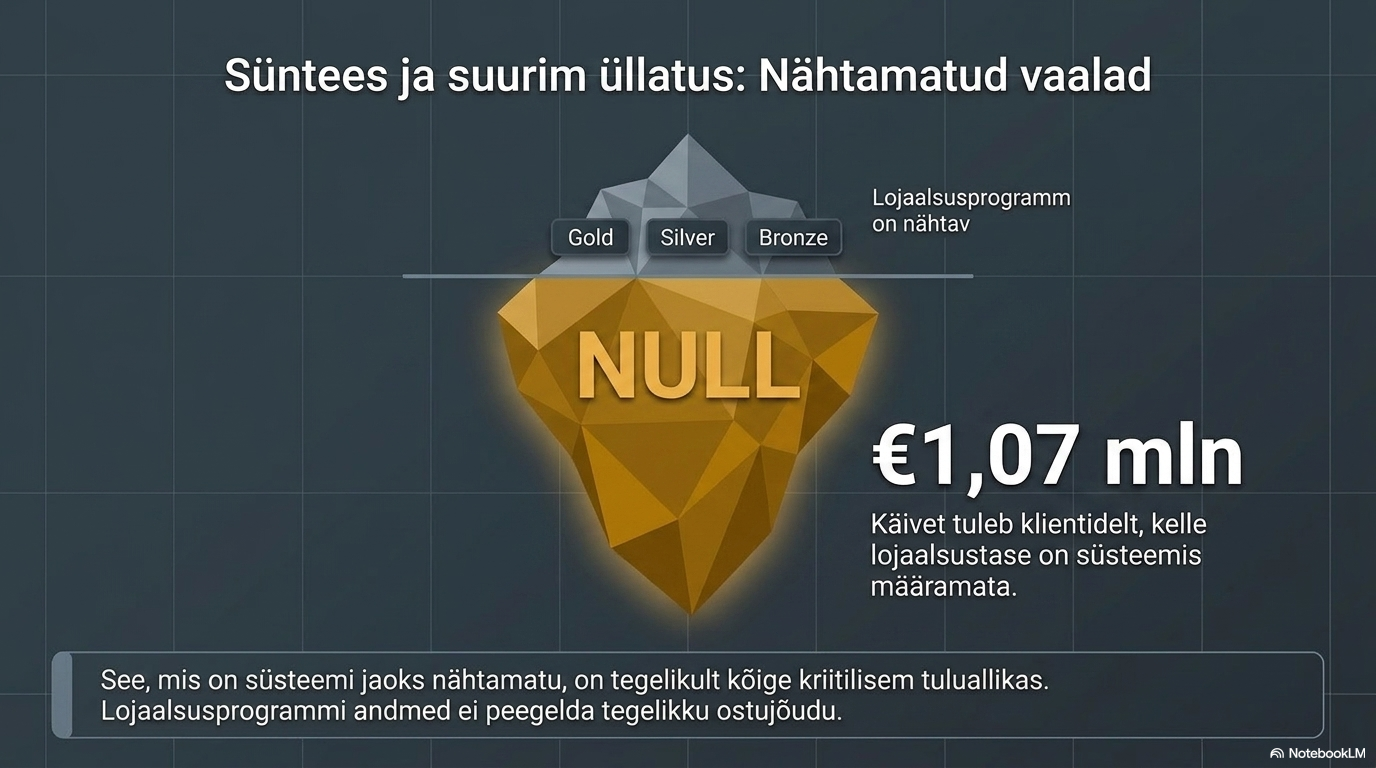 Süntees ja suurim üllatus: Nähtamatud vaalad
Lojaalsusprogramm
on nähtav
Gold
Silver
Bronze
NULL
€1,07 mln
Käivet tuleb klientidelt, kelle
lojaalsustase on süsteemis
määramata.
See, mis on süsteemi jaoks nähtamatu, on tegelikult kõige kriitilisem tuluallikas.
Lojaalsusprogrammi andmed ei peegelda tegelikku ostujõudu.
NotebookLM